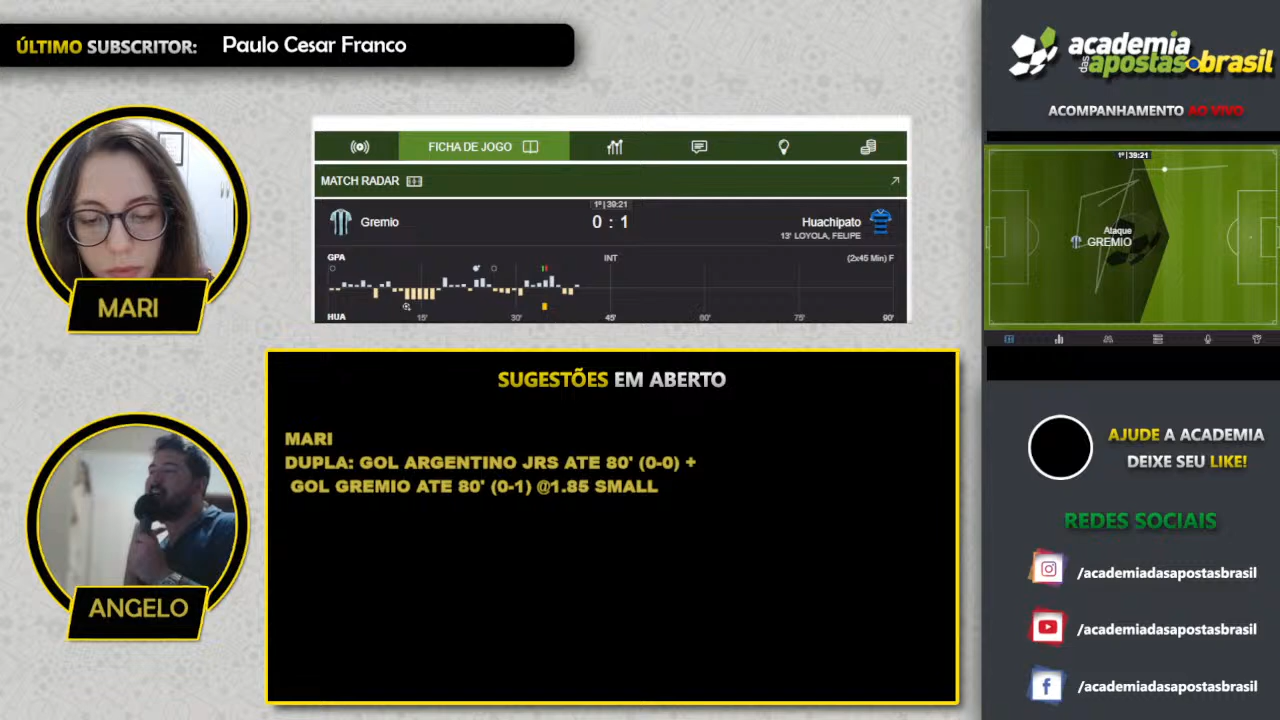 ÚLTIMO SUBSCRITOR: Paulo Cesar Franco
MARI
ANGELO
FICHA DE JOGO
MATCH RADAR
1º | 39:21
Gremio 0 : 1 Huachipato
13' LOYOLA, FELIPE
GPA INT (2x45 Min) F
HUA 15' 30' 45' 60' 75' 90'
SUGESTÕES EM ABERTO
MARI
DUPLA: GOL ARGENTINO JRS ATE 80' (0-0) +
GOL GREMIO ATE 80' (0-1) @1.85 SMALL
academia
das apostas brasil
ACOMPANHAMENTO AO VIVO
1º | 39:21
Ataque
GREMIO
AJUDE A ACADEMIA
DEIXE SEU LIKE!
REDES SOCIAIS
/academiadasapostasbrasil
/academiadasapostasbrasil
/academiadasapostasbrasil